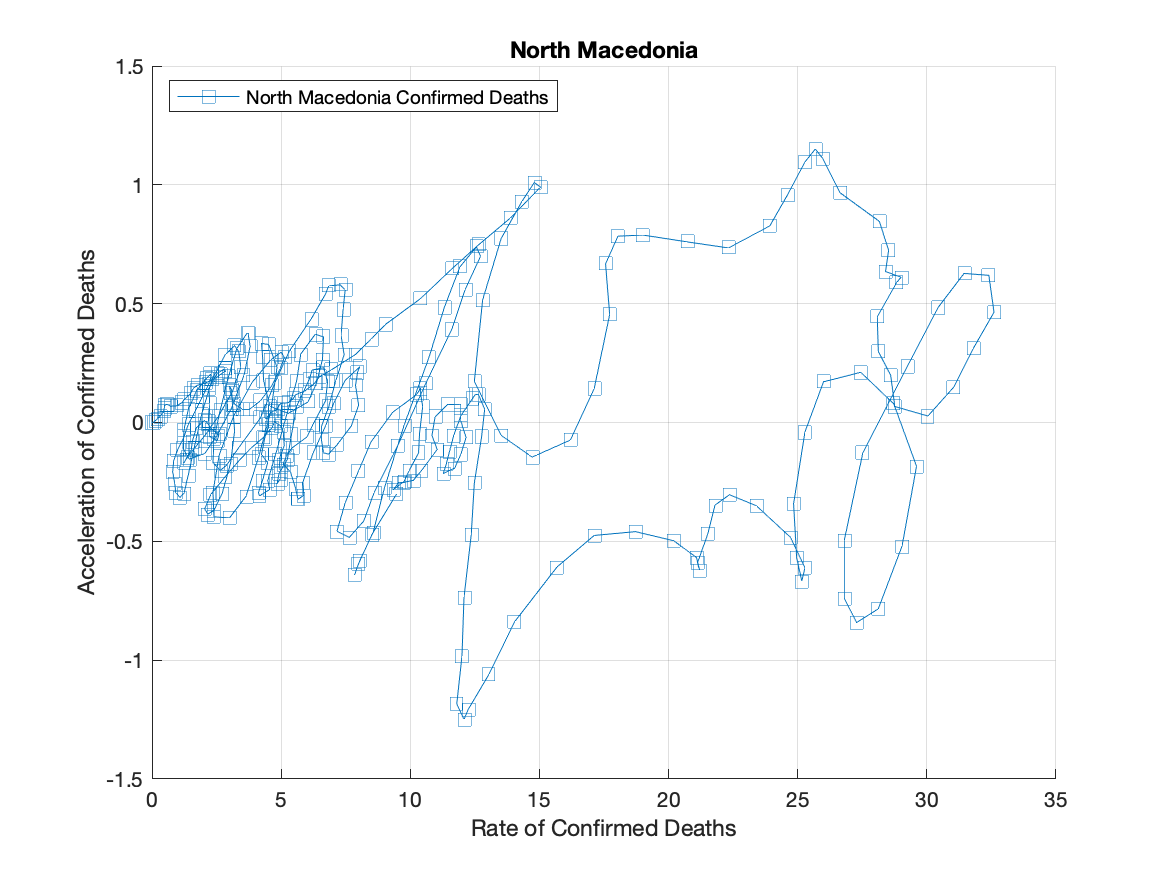 North Macedonia
North Macedonia Confirmed Deaths
1.5
1
0.5
0
-0.5
-1
-1.5
Acceleration of Confirmed Deaths
0 5 10 15 20 25 30 35
Rate of Confirmed Deaths